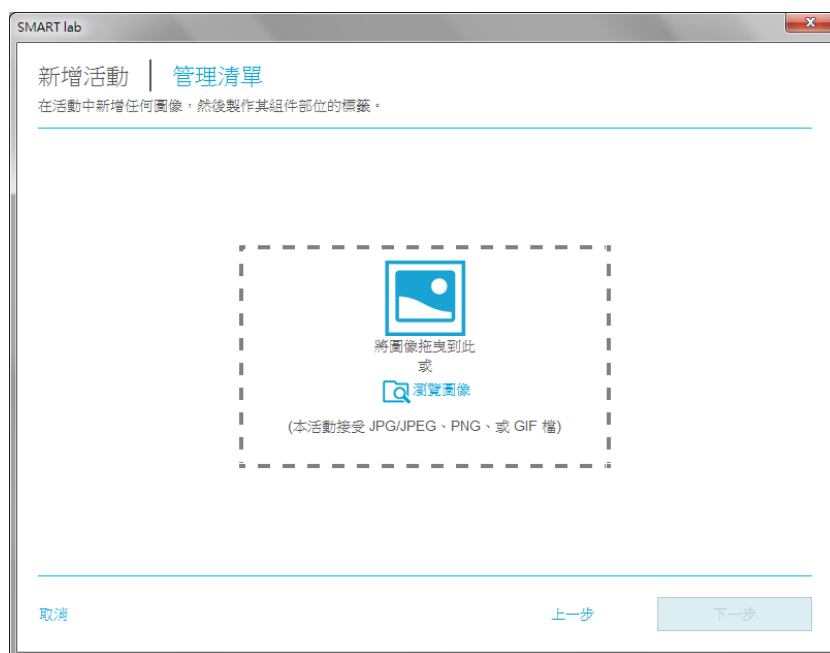 SMART lab
新增活動 | 管理清單
在活動中新增任何圖像，然後製作其組件部位的標籤。
將圖像拖曳到此
或
瀏覽圖像
(本活動接受 JPG/JPEG、PNG、或 GIF 檔)
取消 上一步 下一步